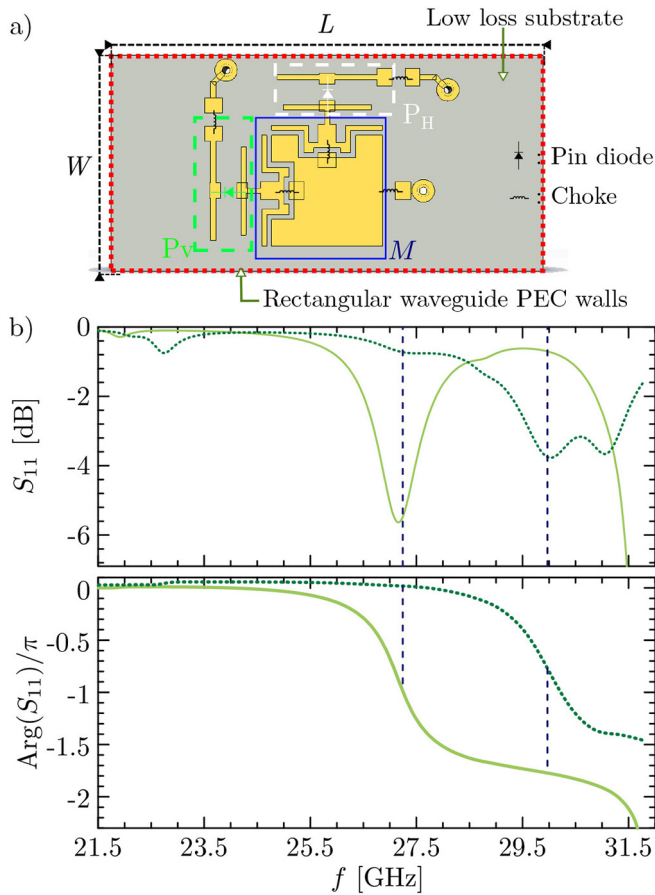 a)
L
Low loss substrate
W
P_H
Pin diode
: Choke
Pv
M
Rectangular waveguide PEC walls
b)
0
-2
-4
-6
S_11 [dB]
0
-0.5
-1
-1.5
-2
Arg(S_11)/π
21.5 23.5 25.5 27.5 29.5 31.5
f [GHz]